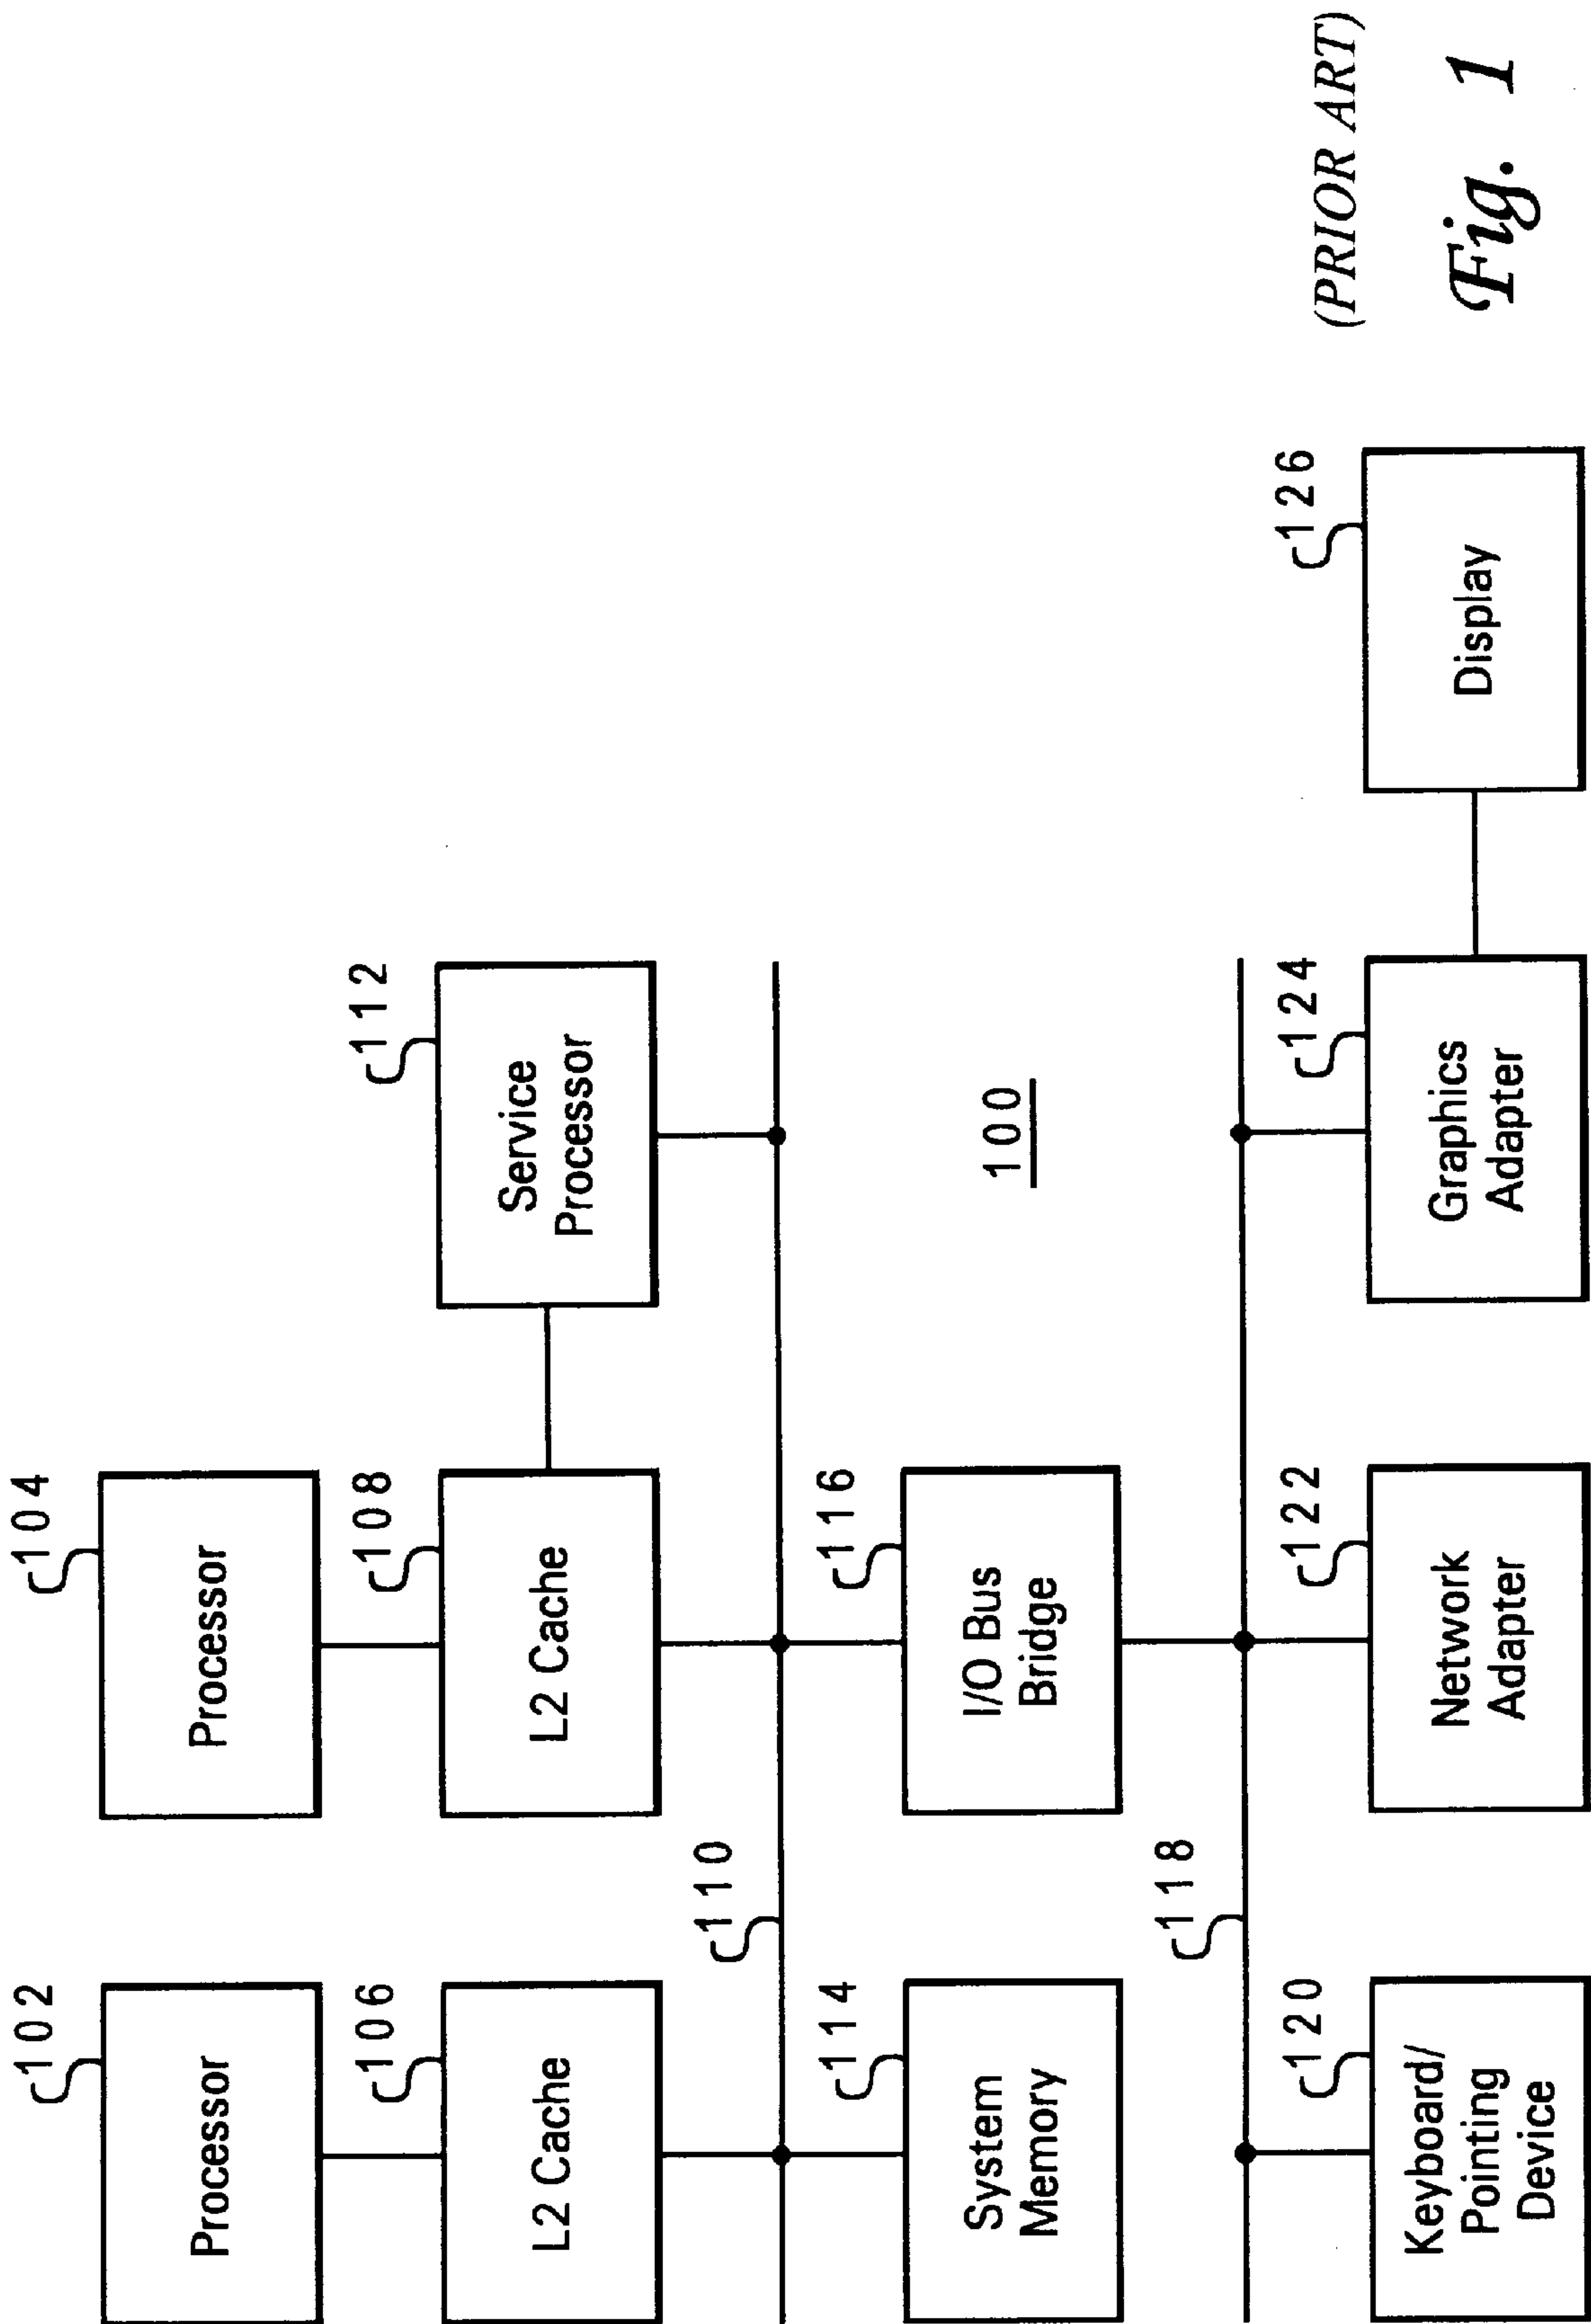 102
104
Processor
Processor
106
108
112
L2 Cache
L2 Cache
Service
Processor
110
114
116
System
Memory
I/O Bus
Bridge
100
118
120
122
124
126
Keyboard/
Pointing
Device
Network
Adapter
Graphics
Adapter
Display
(PRIOR ART)
Fig. 1